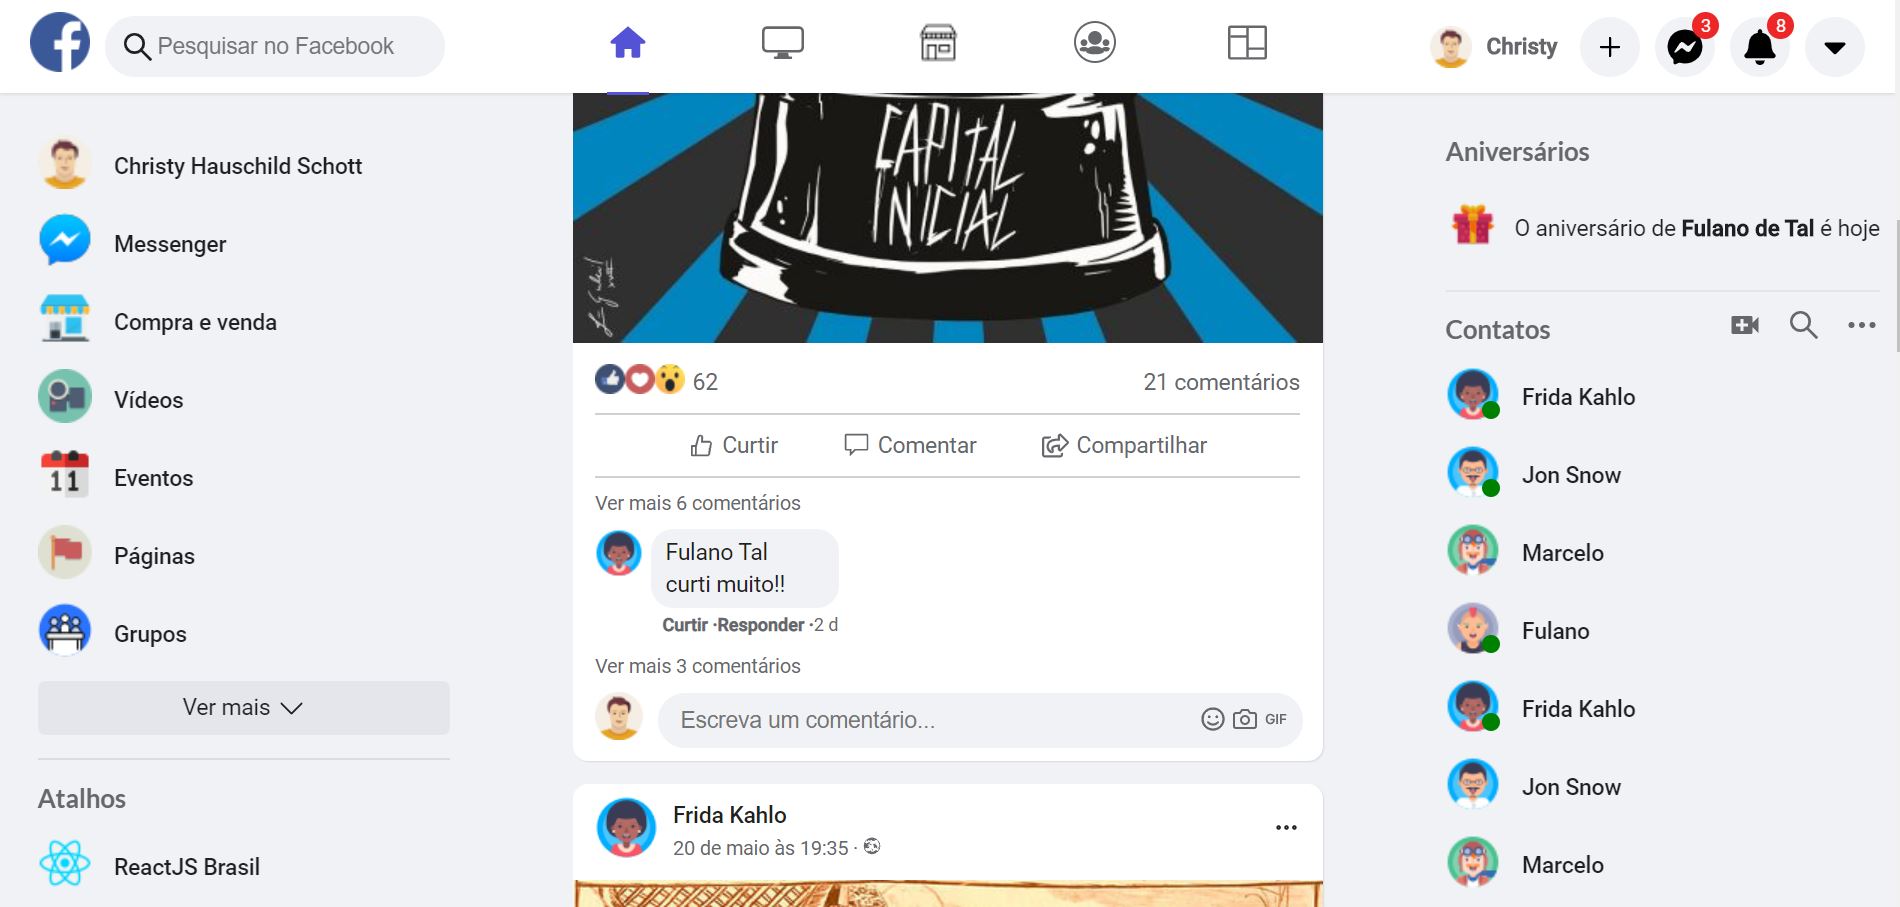 Pesquisar no Facebook
Christy
3
8
Christy Hauschild Schott
Messenger
Compra e venda
Vídeos
11
Eventos
Páginas
Grupos
Ver mais
Atalhos
ReactJS Brasil
CAPITAL
INICIAL
62
21 comentários
Curtir
Comentar
Compartilhar
Ver mais 6 comentários
Fulano Tal
curti muito!!
Curtir ·Responder ·2 d
Ver mais 3 comentários
Escreva um comentário...
GIF
Frida Kahlo
20 de maio às 19:35 ·
Aniversários
O aniversário de Fulano de Tal é hoje
Contatos
Frida Kahlo
Jon Snow
Marcelo
Fulano
Frida Kahlo
Jon Snow
Marcelo